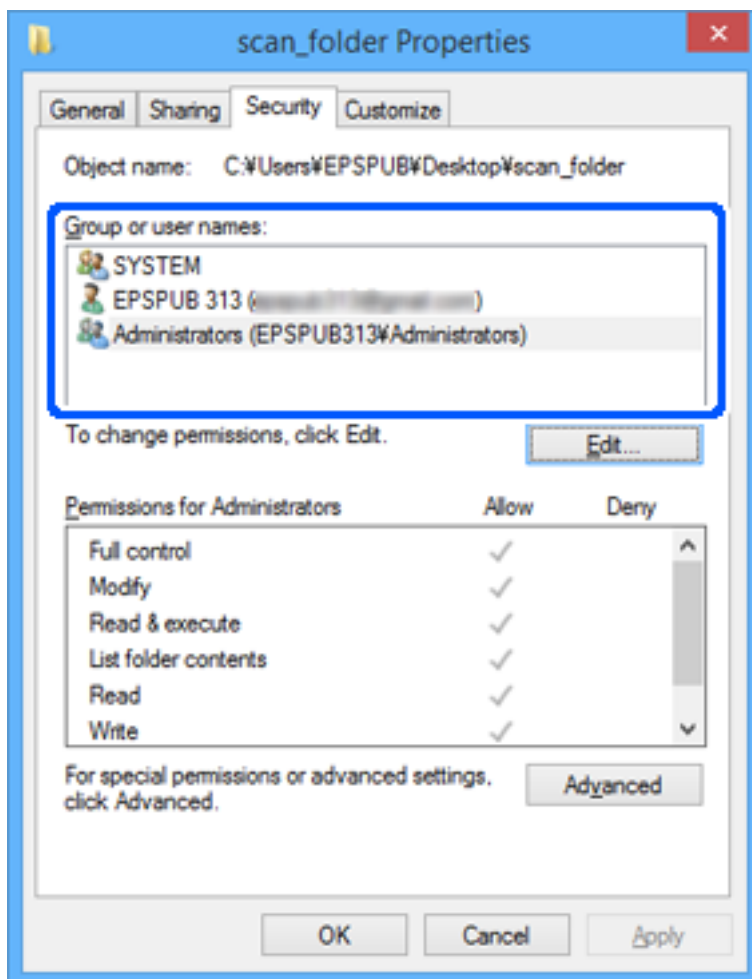 scan_folder Properties
General Sharing Security Customize
Object name: C:¥Users¥EPSPUB¥Desktop¥scan_folder
Group or user names:
SYSTEM
EPSPUB 313 ( )
Administrators (EPSPUB313¥Administrators)
To change permissions, click Edit.
Edit...
Permissions for Administrators Allow Deny
Full control
Modify
Read & execute
List folder contents
Read
Write
For special permissions or advanced settings,
click Advanced.
Advanced
OK Cancel Apply